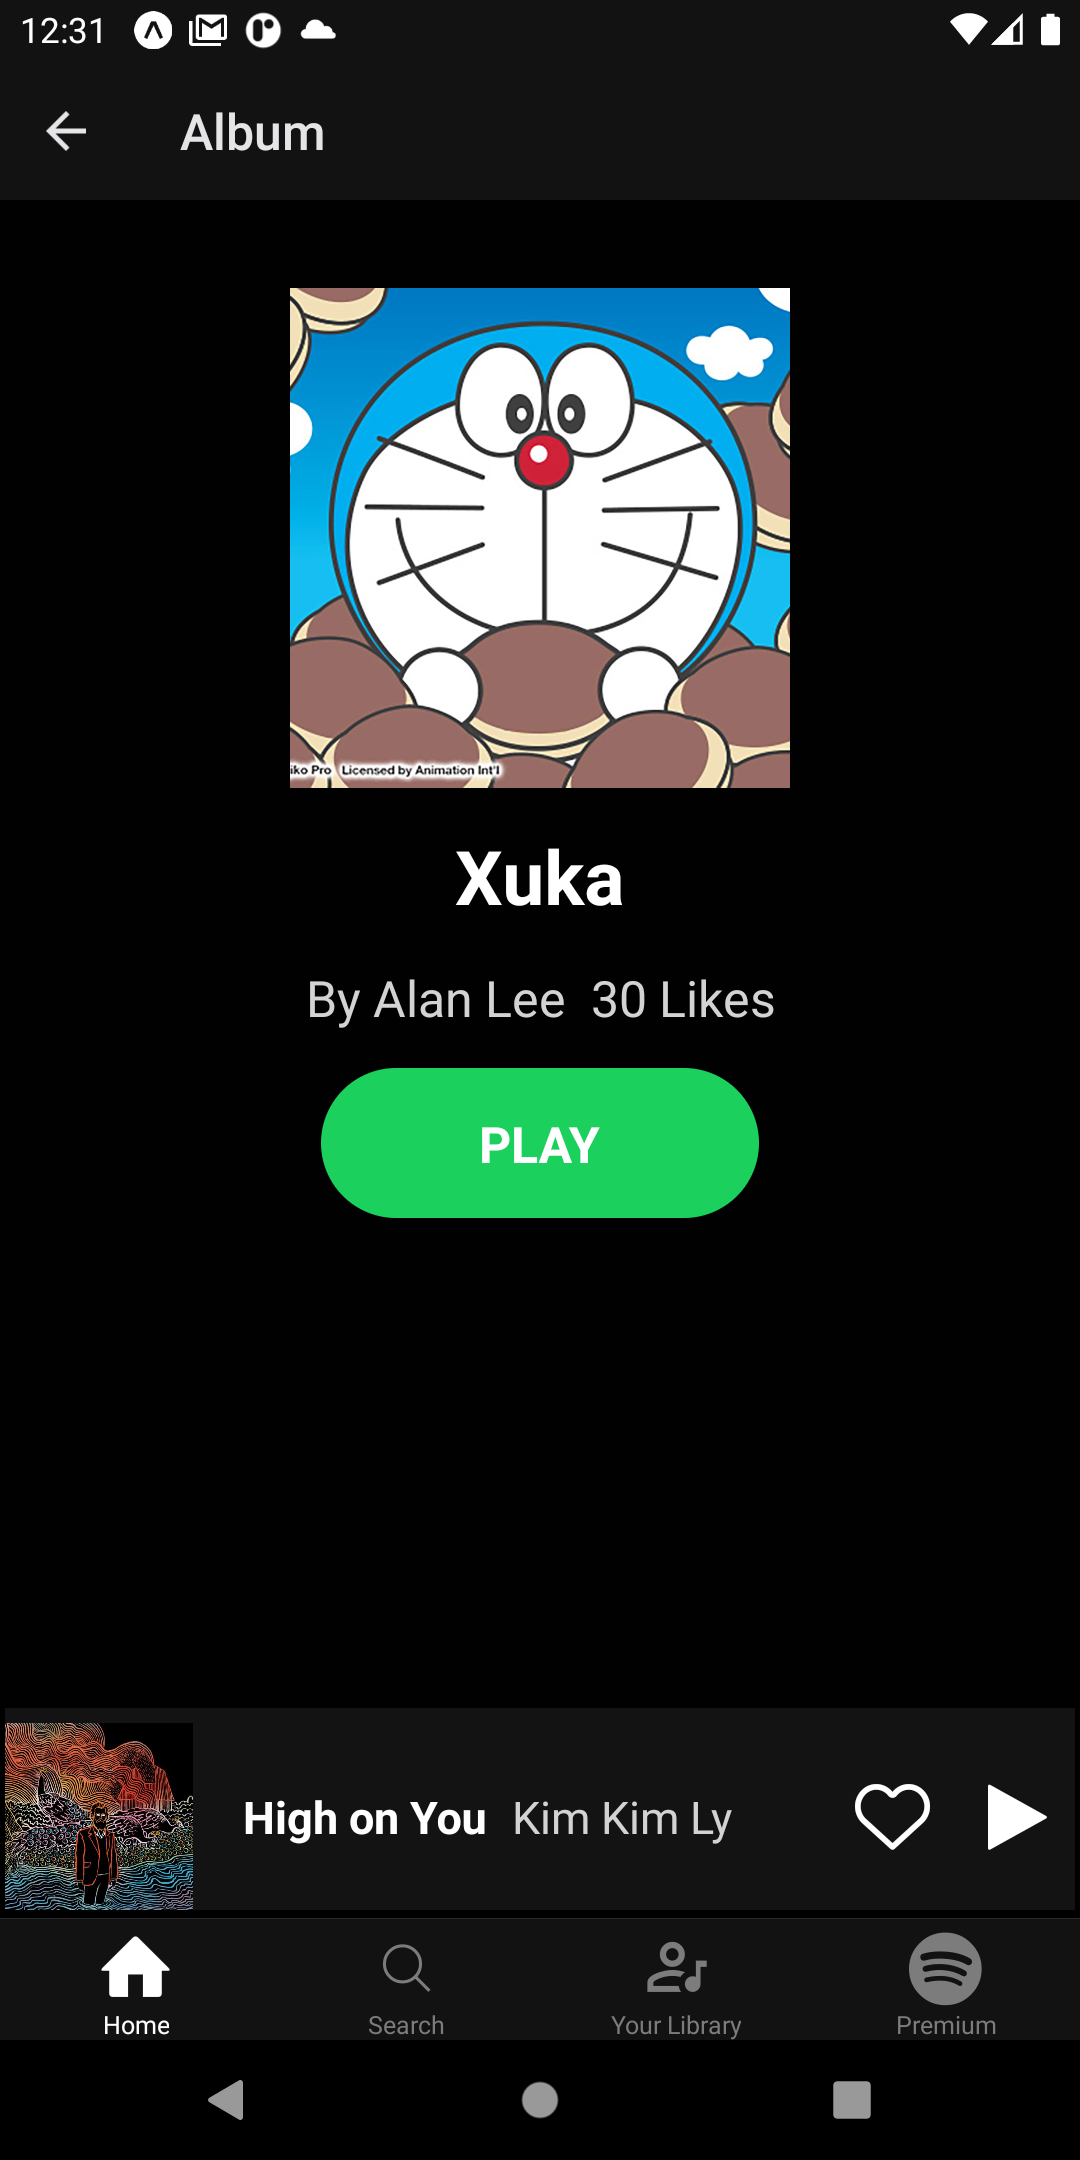 12:31
Album
iko Pro Licensed by Animation Int'l
Xuka
By Alan Lee 30 Likes
PLAY
High on You Kim Kim Ly
Home Search Your Library Premium